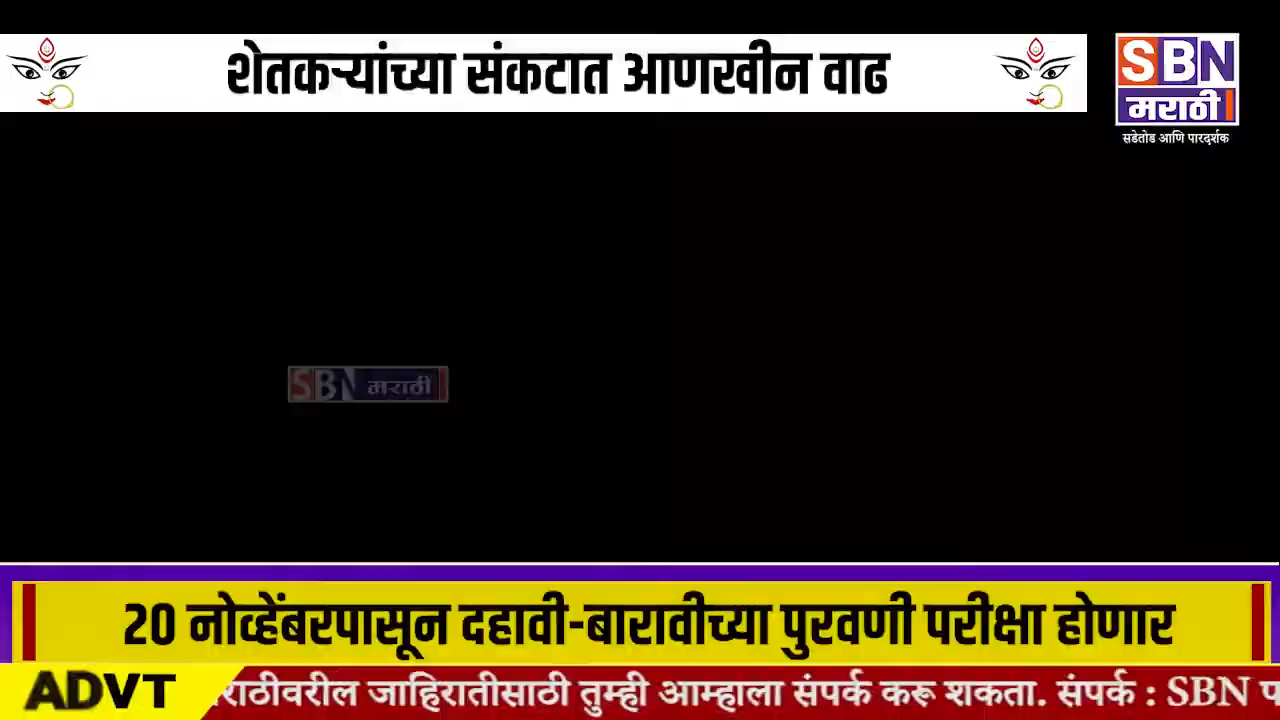 शेतकऱ्यांच्या संकटात आणखीन वाढ
SBN
मराठी
सडेतोड आणि पारदर्शक
SBN मराठी
20 नोव्हेंबरपासून दहावी-बारावीच्या पुरवणी परीक्षा होणार
ADVT
राठीवरील जाहिरातीसाठी तुम्ही आम्हाला संपर्क करू शकता. संपर्क : SBN